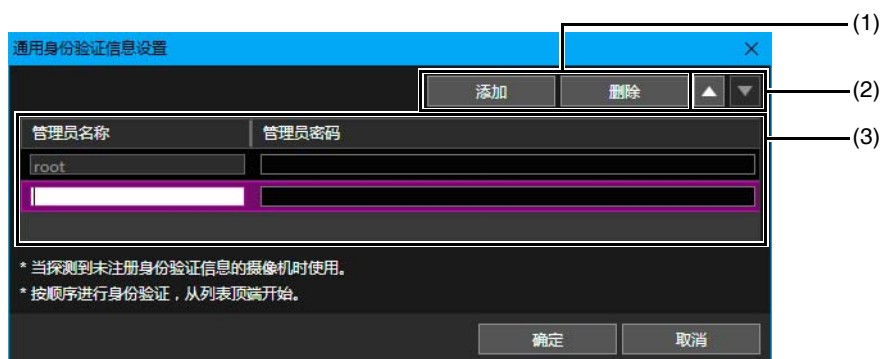 (1)
通用身份验证信息设置
添加 删除 (2)
管理员名称 管理员密码 (3)
root
* 当探测到未注册身份验证信息的摄像机时使用。
* 按顺序进行身份验证，从列表顶端开始。
确定 取消